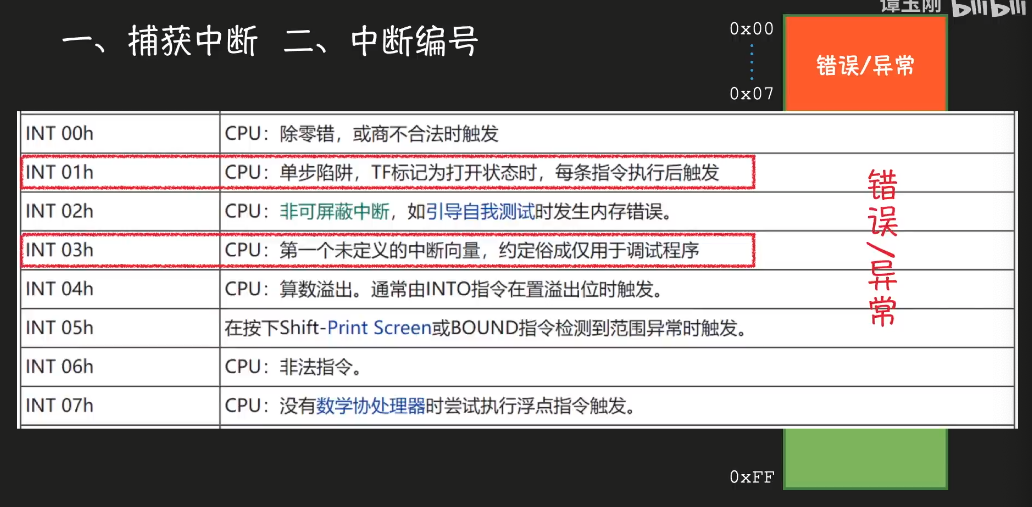 谭玉刚 bilibili
一、捕获中断 二、中断编号
0x00
错误/异常
0x07
INT 00h CPU：除零错，或商不合法时触发
INT 01h CPU：单步陷阱，TF标记为打开状态时，每条指令执行后触发
INT 02h CPU：非可屏蔽中断，如引导自我测试时发生内存错误。
INT 03h CPU：第一个未定义的中断向量，约定俗成仅用于调试程序
INT 04h CPU：算数溢出。通常由INTO指令在置溢出位时触发。
INT 05h 在按下Shift-Print Screen或BOUND指令检测到范围异常时触发。
INT 06h CPU：非法指令。
INT 07h CPU：没有数学协处理器时尝试执行浮点指令触发。
错误/异常
0xFF